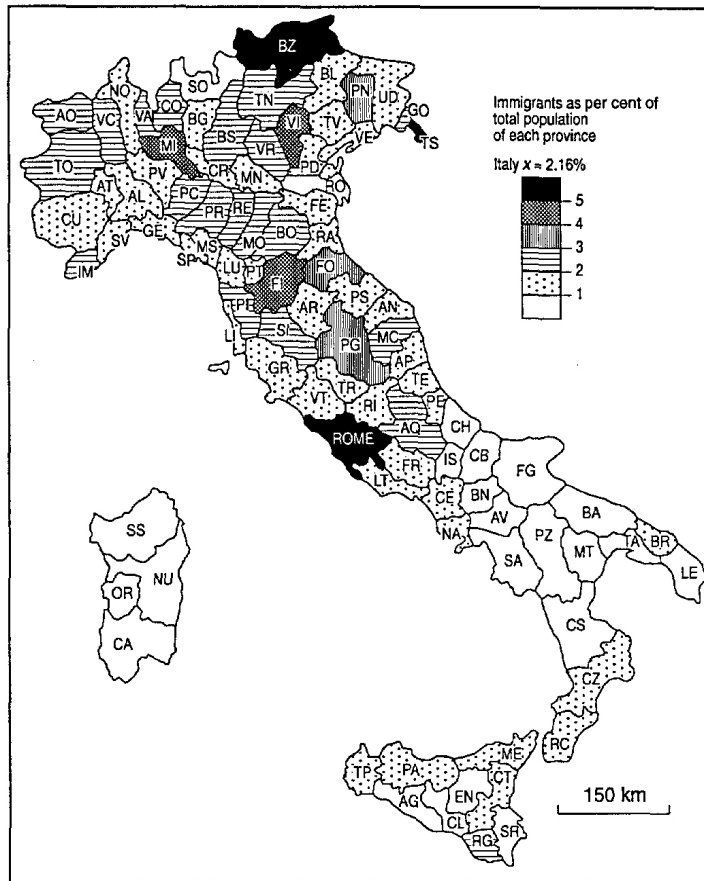 Immigrants as per cent of
total population
of each province
Italy x = 2.16%
5
4
3
2
1
150 km
BZ
SO
BL
PN
UD
GO
TS
NO
AO
VC
VA
CO
BG
TN
BS
VI
TV
VE
MI
VR
PD
TO
PV
CR
MN
RO
AT
AL
PC
PR
RE
FE
CU
GE
MO
BO
RA
SV
SP
MS
IM
LU
PT
FI
FO
PS
AR
AN
PI
LI
SI
PG
MC
AP
GR
TR
TE
VT
RI
PE
AQ
CH
ROME
FR
IS
CB
FG
LT
CE
BN
BA
NA
AV
PZ
MT
TA
BR
SA
LE
SS
NU
OR
CA
CS
CZ
RC
ME
TP
PA
CT
EN
AG
CL
RG
SR